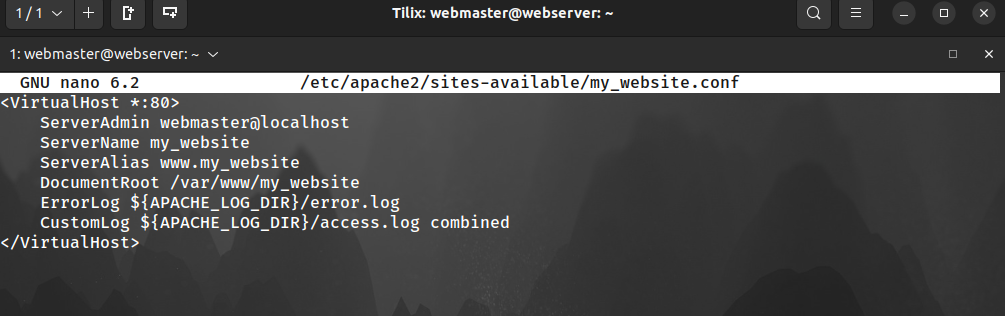 1 / 1 Tilix: webmaster@webserver: ~
1: webmaster@webserver: ~
GNU nano 6.2 /etc/apache2/sites-available/my_website.conf
<VirtualHost *:80>
    ServerAdmin webmaster@localhost
    ServerName my_website
    ServerAlias www.my_website
    DocumentRoot /var/www/my_website
    ErrorLog ${APACHE_LOG_DIR}/error.log
    CustomLog ${APACHE_LOG_DIR}/access.log combined
</VirtualHost>